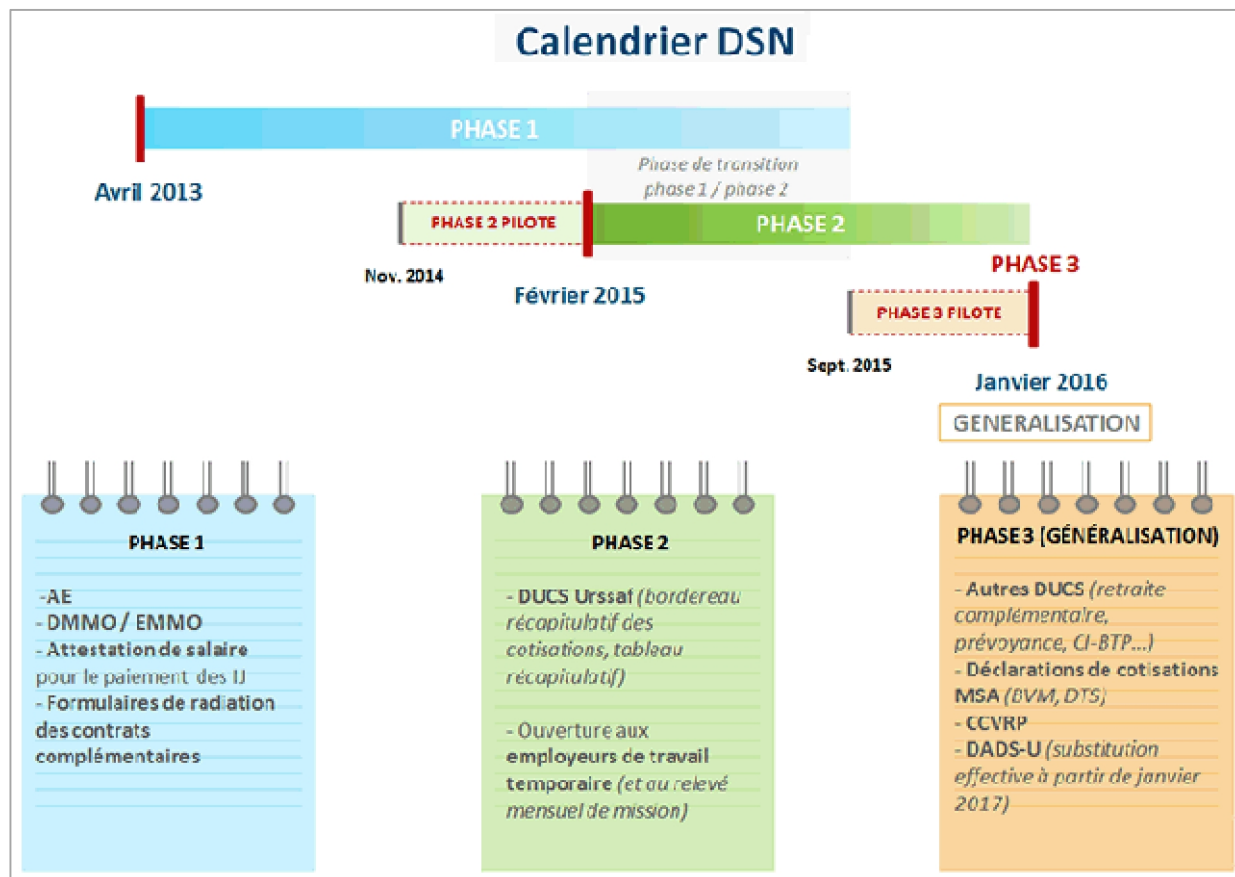 Calendrier DSN
PHASE 1
Avril 2013
Phase de transition
phase 1 / phase 2
PHASE 2 PILOTE
PHASE 2
Nov. 2014
Février 2015
PHASE 3
PHASE 3 PILOTE
Sept. 2015
Janvier 2016
GENERALISATION
PHASE 1
-AE
- DMMO / EMMO
- Attestation de salaire
pour le paiement des IJ
- Formulaires de radiation
des contrats
complémentaires
PHASE 2
- DUCS Urssaf (bordereau
récapitulatif des
cotisations, tableau
récapitulatif)
- Ouverture aux
employeurs de travail
temporaire (et au relevé
mensuel de mission)
PHASE 3 (GÉNÉRALISATION)
- Autres DUCS (retraite
complémentaire,
prévoyance, CI-BTP...)
- Déclarations de cotisations
MSA (BVM, DTS)
- CCVRP
- DADS-U (substitution
effective à partir de janvier
2017)